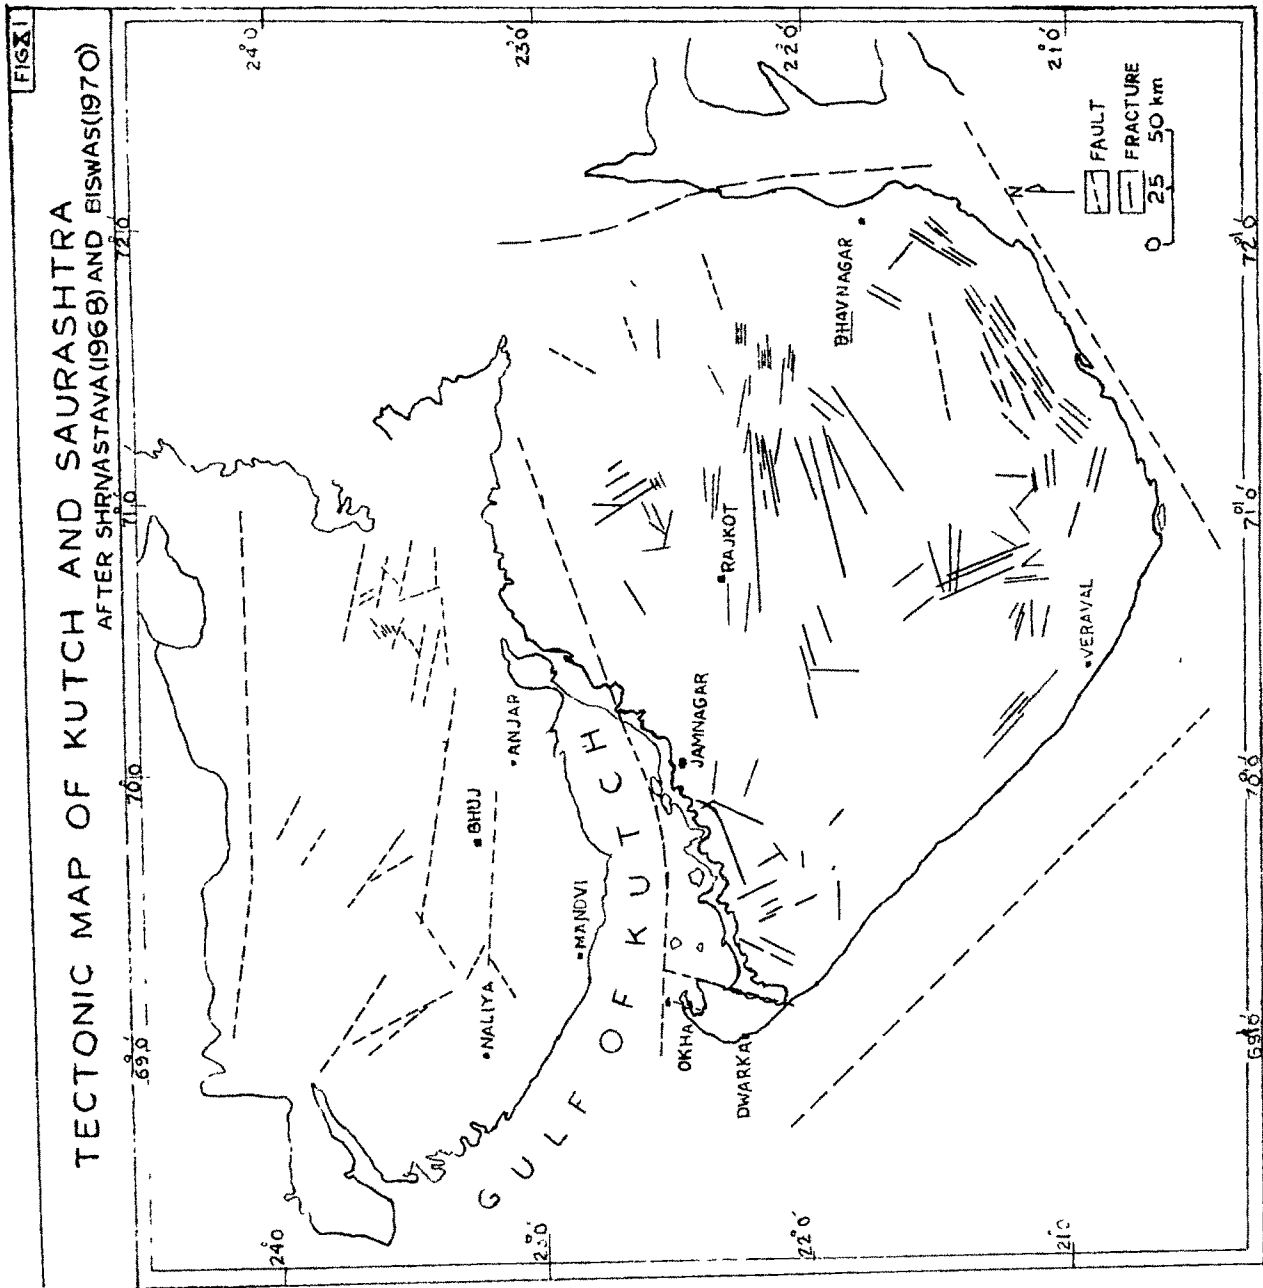 FIG X 1
TECTONIC MAP OF KUTCH AND SAURASHTRA
AFTER SHRIVASTAVA (1968) AND BISWAS (1970)
69°0' 70°0' 71°0' 72°0'
24°0' 24°0'
BHUJ
ANJAR
NALIYA
23°0' 23°0'
MANDVI
GULF OF KUTCH
OKHA
JAMNAGAR
RAJKOT
DWARKA
22°0' 22°0'
BHAVNAGAR
VERAVAL
21°0' 21°0'
N
FAULT
FRACTURE
0 25 50 km
69°0' 70°0' 71°0' 72°0'